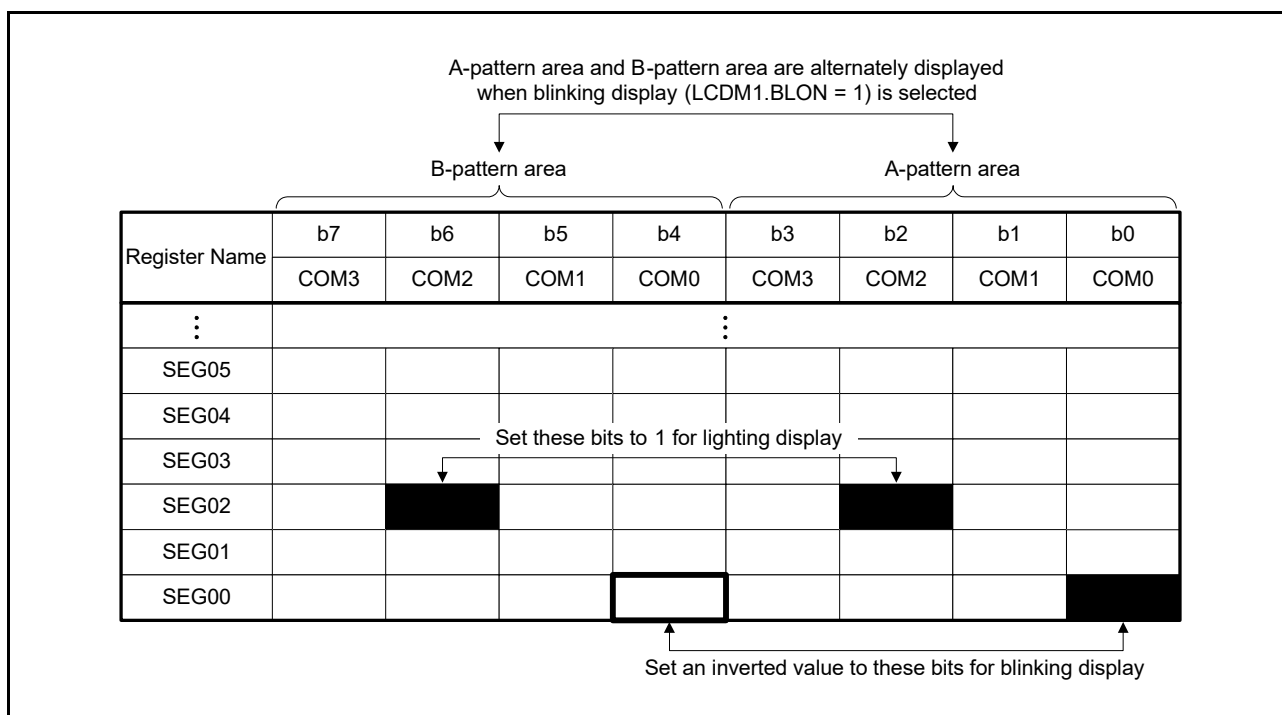 A-pattern area and B-pattern area are alternately displayed
when blinking display (LCDM1.BLON = 1) is selected
B-pattern area A-pattern area
Register Name b7 b6 b5 b4 b3 b2 b1 b0
COM3 COM2 COM1 COM0 COM3 COM2 COM1 COM0
⋮ ⋮
SEG05
SEG04
Set these bits to 1 for lighting display
SEG03
SEG02
SEG01
SEG00
Set an inverted value to these bits for blinking display